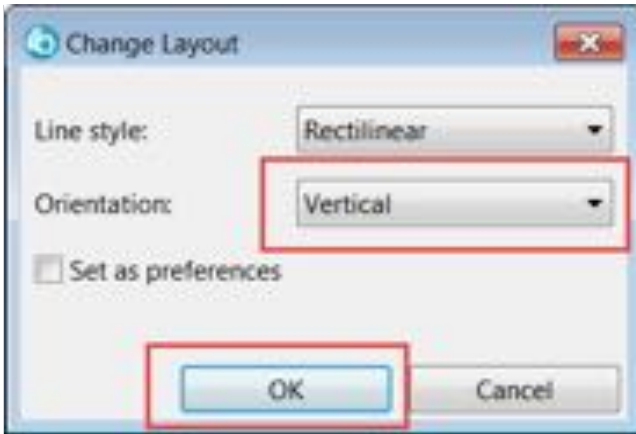 Change Layout
Line style: Rectilinear
Orientation: Vertical
Set as preferences
OK Cancel